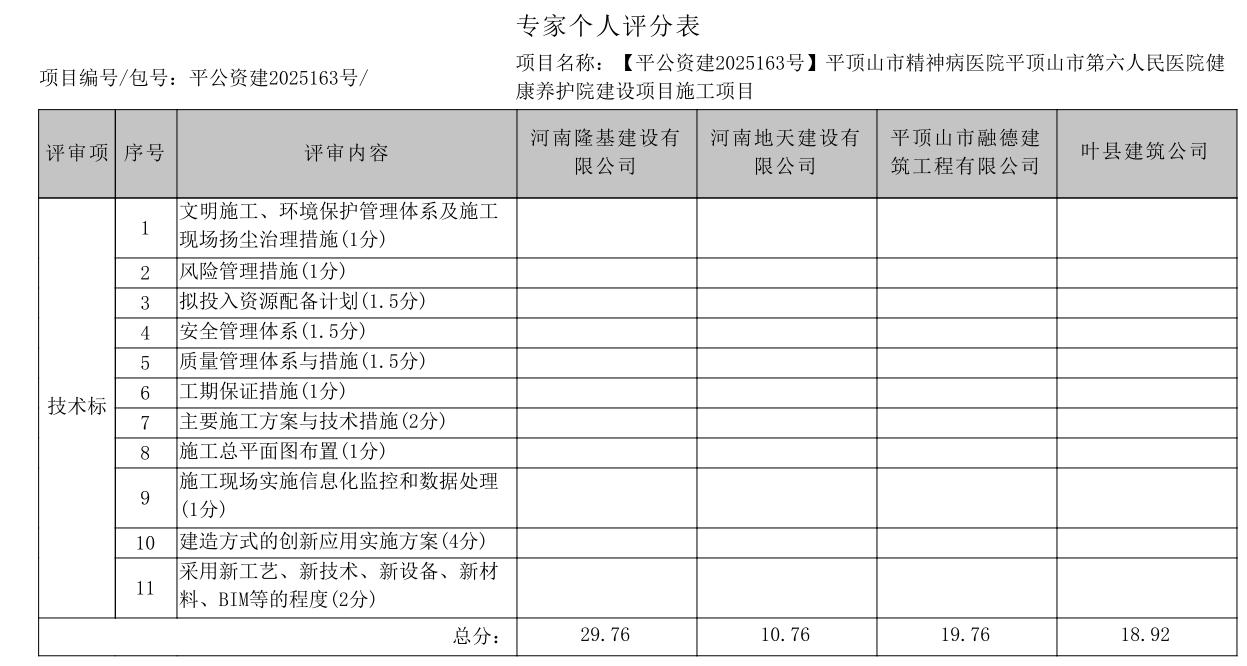 专家个人评分表
项目编号/包号：平公资建2025163号/
项目名称：【平公资建2025163号】平顶山市精神病医院平顶山市第六人民医院健
康养护院建设项目施工项目
评审项 序号 评审内容 河南隆基建设有 河南地天建设有 平顶山市融德建 叶县建筑公司
限公司 限公司 筑工程有限公司
技术标
1 文明施工、环境保护管理体系及施工
现场扬尘治理措施(1分)
2 风险管理措施(1分)
3 拟投入资源配备计划(1.5分)
4 安全管理体系(1.5分)
5 质量管理体系与措施(1.5分)
6 工期保证措施(1分)
7 主要施工方案与技术措施(2分)
8 施工总平面图布置(1分)
9 施工现场实施信息化监控和数据处理
(1分)
10 建造方式的创新应用实施方案(4分)
11 采用新工艺、新技术、新设备、新材
料、BIM等的程度(2分)
总分： 29.76 10.76 19.76 18.92